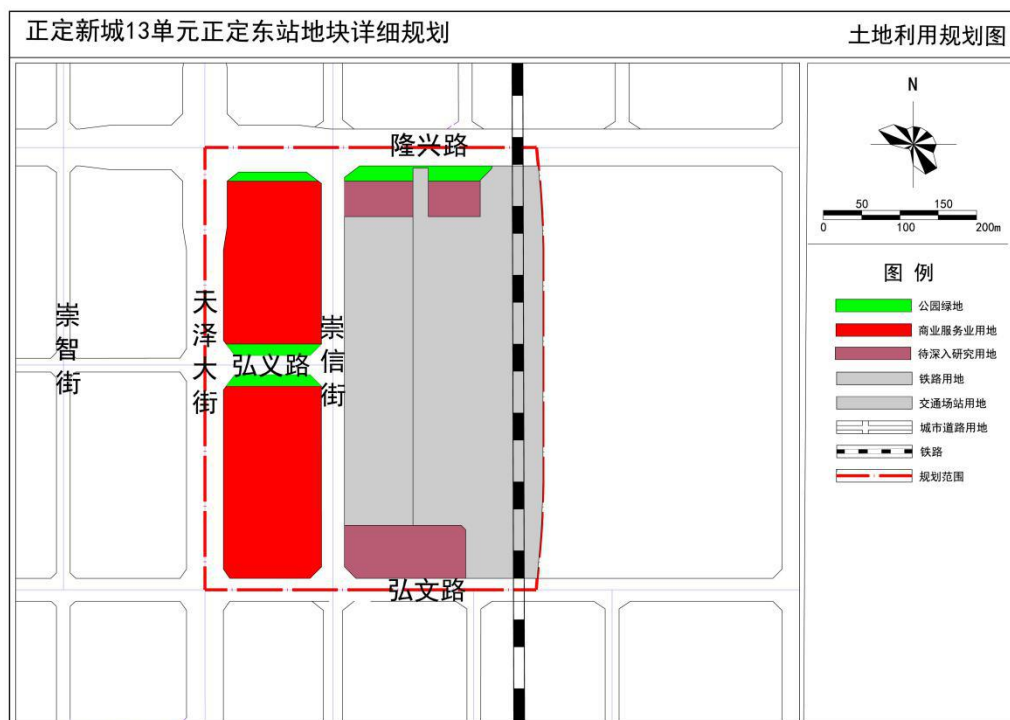 正定新城13单元正定东站地块详细规划
土地利用规划图
隆兴路
崇智街
天泽大街
弘义路
崇信街
弘文路
N
50 150
0 100 200m
图 例
公园绿地
商业服务业用地
待深入研究用地
铁路用地
交通场站用地
城市道路用地
铁路
规划范围